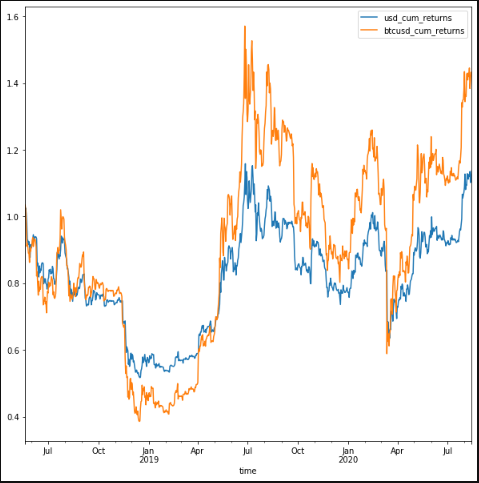 usd_cum_returns
btcusd_cum_returns
1.6
1.4
1.2
1.0
0.8
0.6
0.4
Jul Oct Jan Apr Jul Oct Jan Apr Jul
2019 2020
time